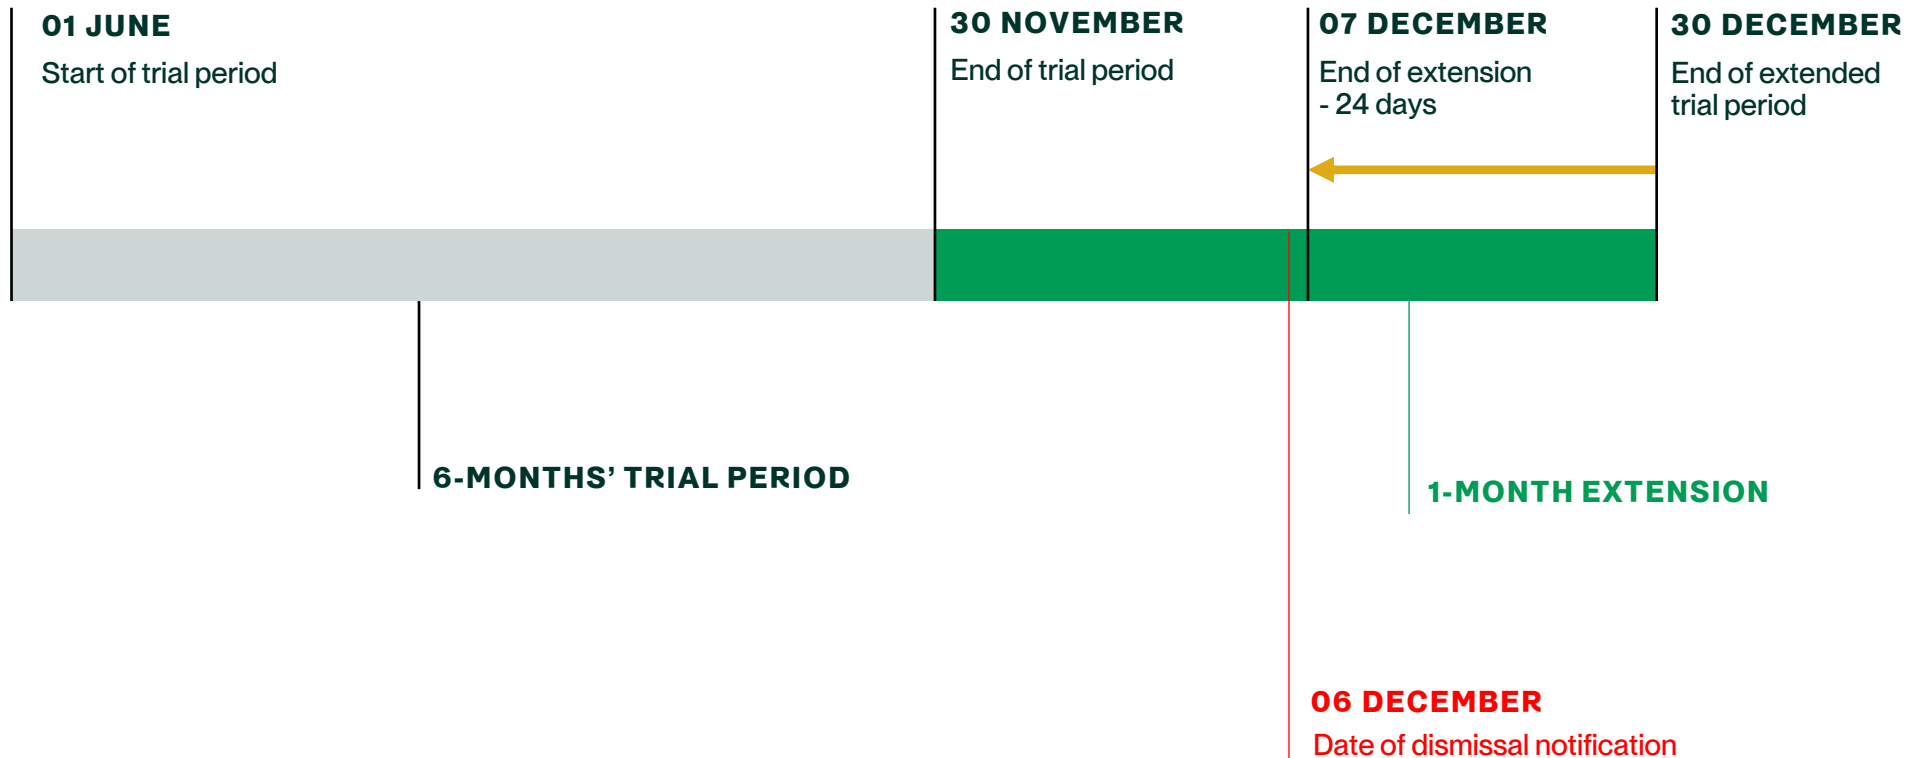 01 JUNE
Start of trial period
30 NOVEMBER
End of trial period
07 DECEMBER
End of extension
- 24 days
30 DECEMBER
End of extended
trial period
6-MONTHS’ TRIAL PERIOD
1-MONTH EXTENSION
06 DECEMBER
Date of dismissal notification